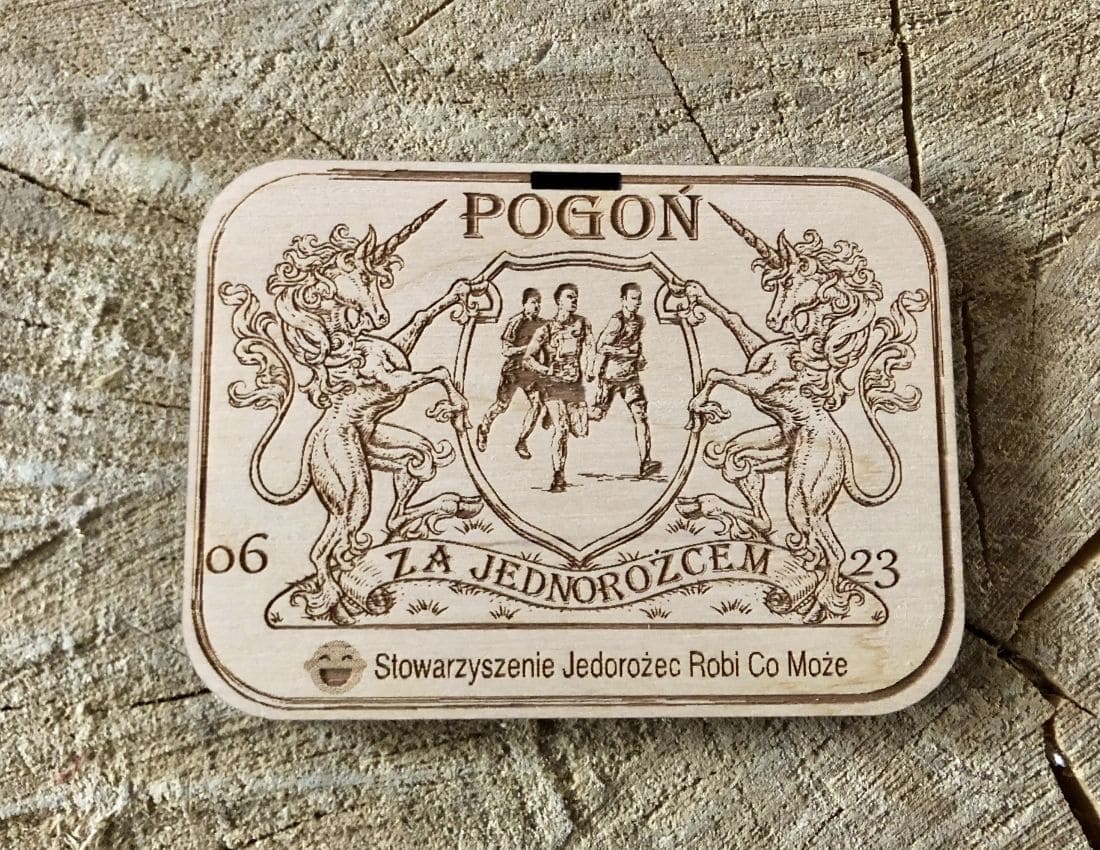 POGOŃ
06
ZA JEDNOROŻCEM
23
Stowarzyszenie Jedorożec Robi Co Może